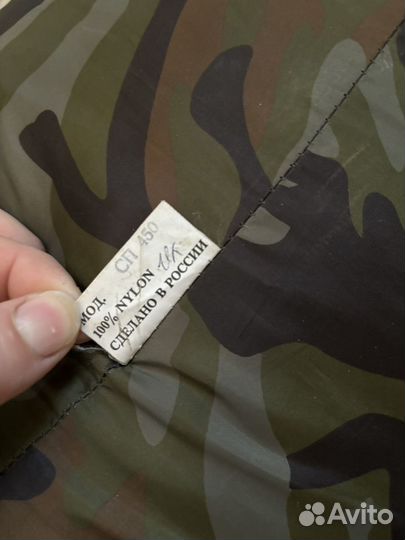 МОД. СП 450
100% NYLON
СДЕЛАНО В РОССИИ
Avito